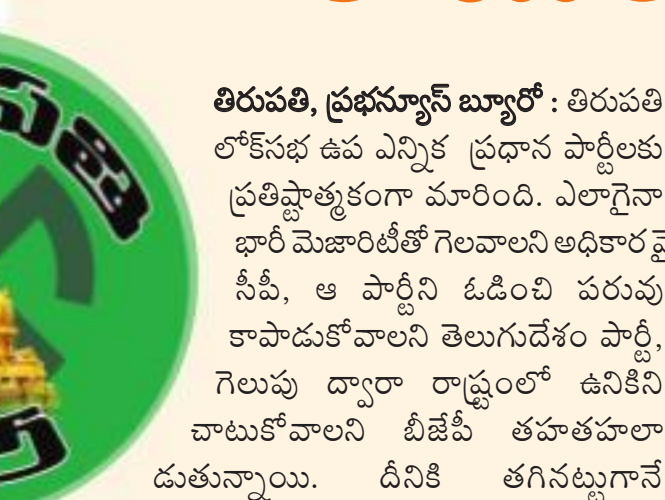 తిరుపతి, ప్రభన్యూస్ బ్యూరో : తిరుపతి
లోక్‌సభ ఉప ఎన్నిక ప్రధాన పార్టీలకు
ప్రతిష్టాత్మకంగా మారింది. ఎలాగైనా
భారీ మెజారిటీతో గెలవాలని అధికార వై
సీపీ, ఆ పార్టీని ఓడించి పరువు
కాపాడుకోవాలని తెలుగుదేశం పార్టీ,
గెలుపు ద్వారా రాష్ట్రంలో ఉనికిని
చాటుకోవాలని బీజేపీ తహతహలా
డుతున్నాయి. దీనికి తగినట్టుగానే